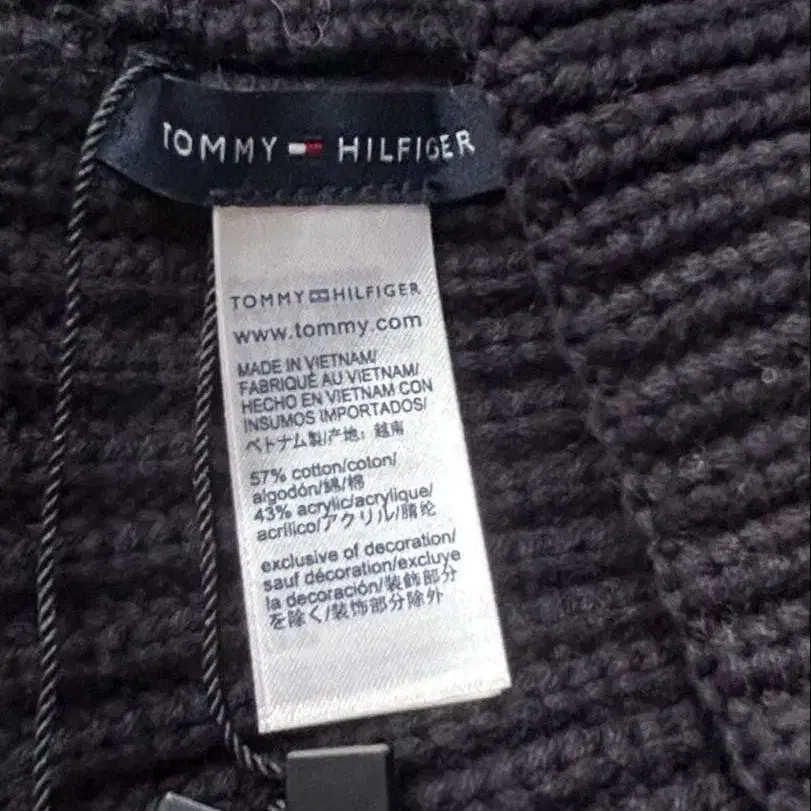 TOMMY HILFIGER
TOMMY HILFIGER
www.tommy.com
MADE IN VIETNAM/
FABRIQUÉ AU VIETNAM/
HECHO EN VIETNAM CON
INSUMOS IMPORTADOS/
ベトナム製/产地：越南
57% cotton/coton/
algodón/綿/棉
43% acrylic/acrylique/
acrílico/アクリル/腈纶
exclusive of decoration/
sauf décoration/excluye
la decoración/装飾部分
を除く/装饰部分除外